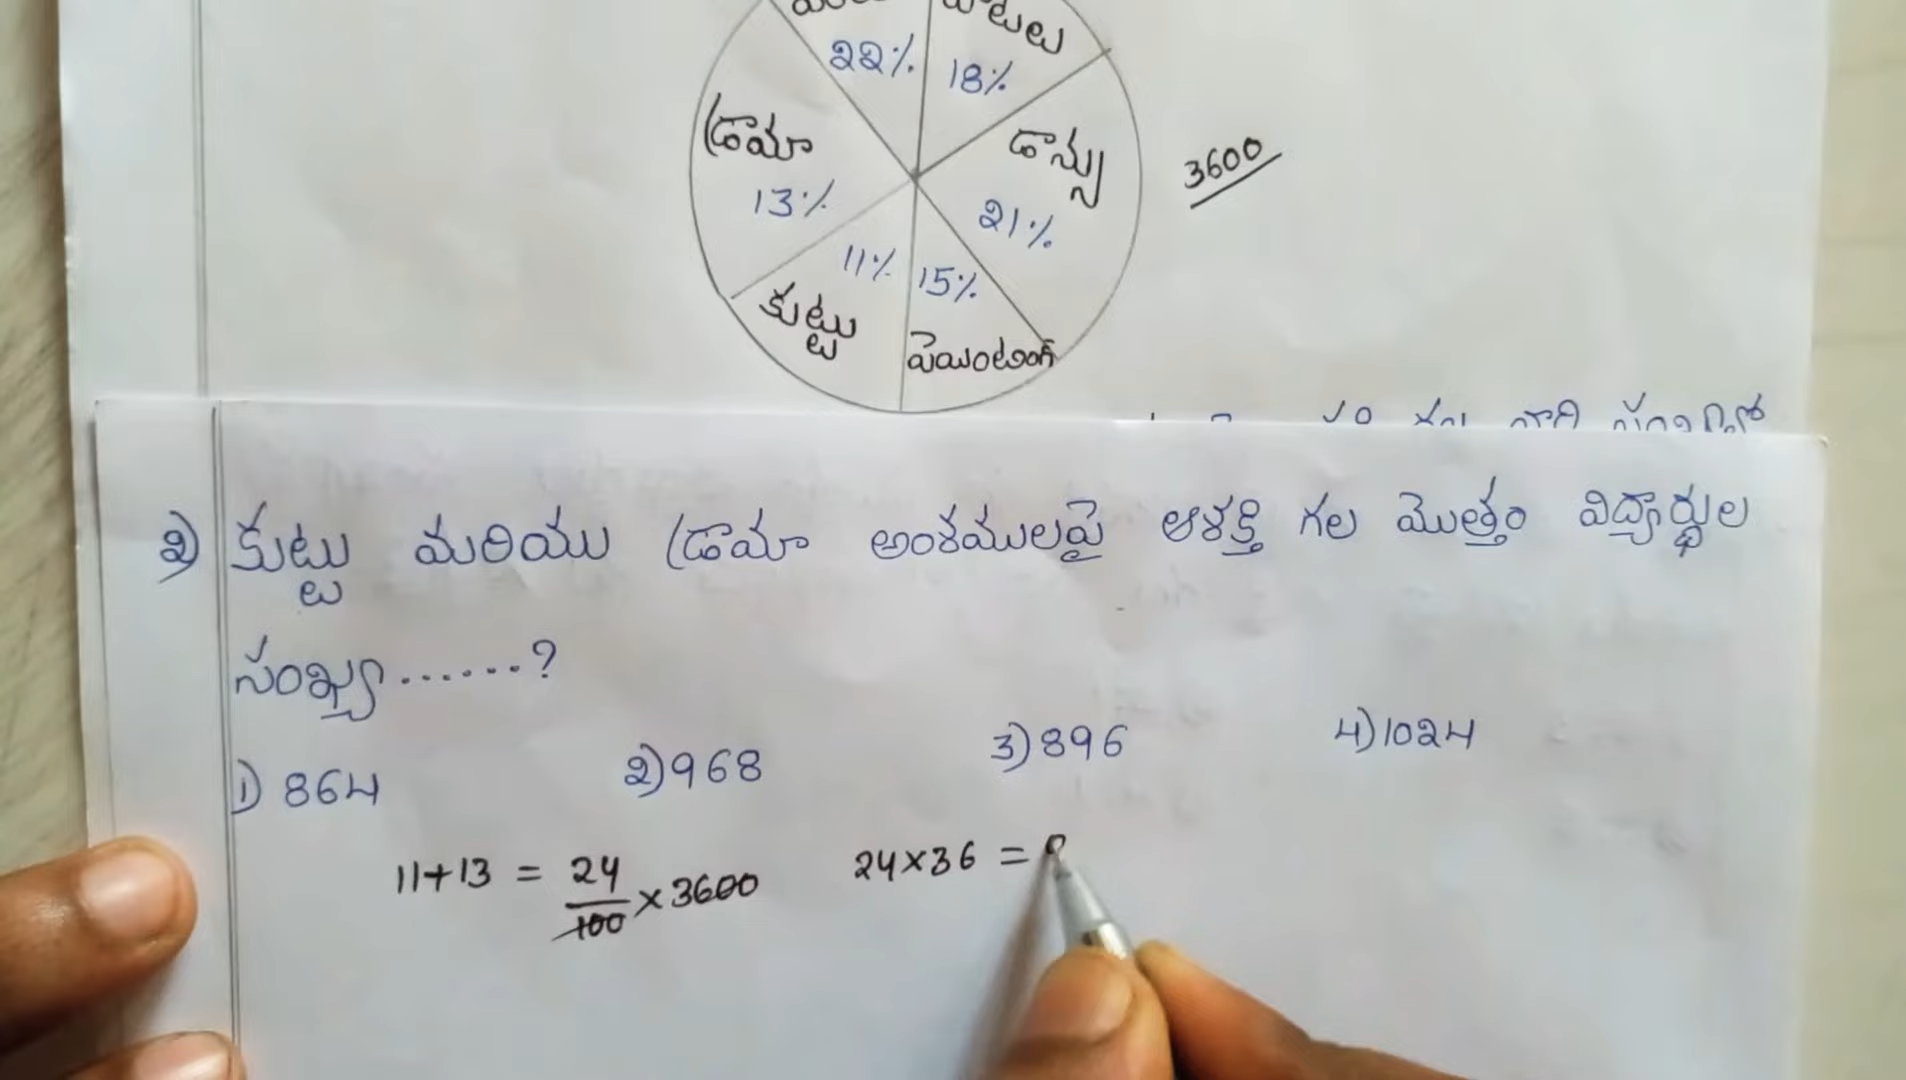 22%
18%
డ్రామా
డాన్సు
3600
13%
21%
11%
15%
కుట్టు
పెయింటింగ్
2) కుట్టు మరియు డ్రామా అంశములపై ఆశక్తి గల మొత్తం విద్యార్థుల
సంఖ్య.......?
1) 864 2) 968 3) 896 4) 1024
11+13 = 24/100 × 3600 24×36 =